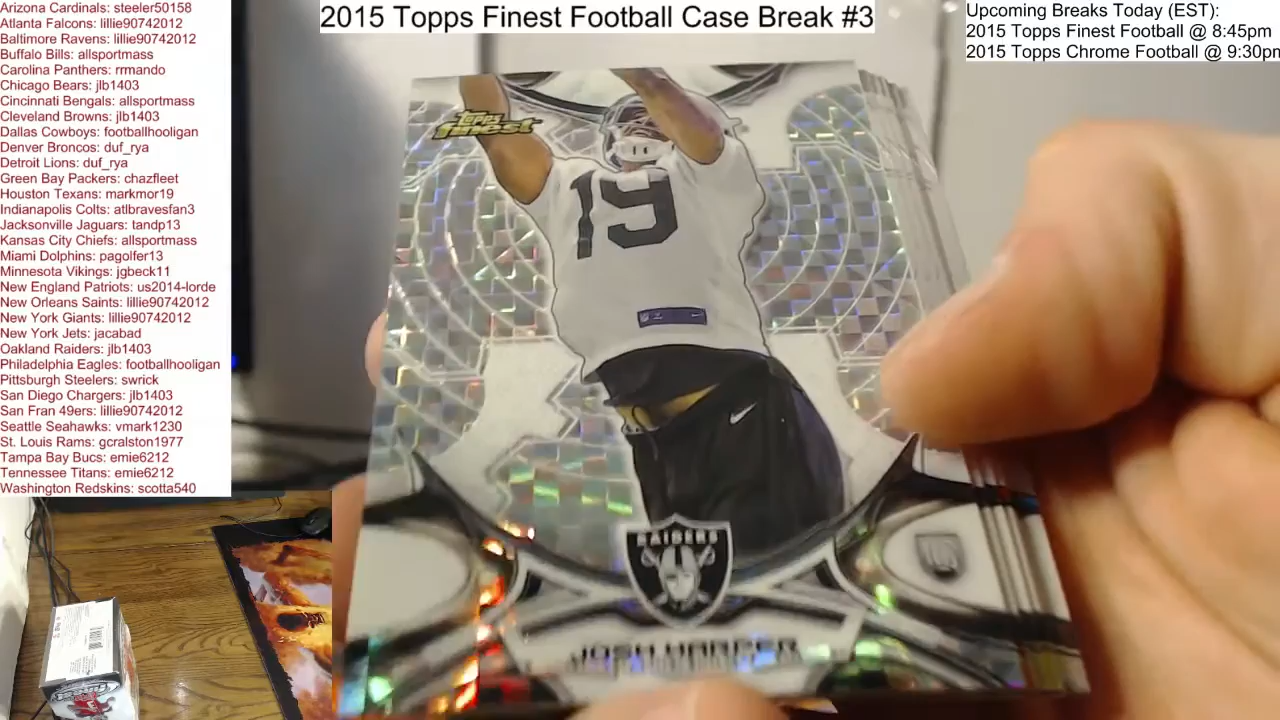 Arizona Cardinals: steeler50158
Atlanta Falcons: lillie90742012
Baltimore Ravens: lillie90742012
Buffalo Bills: allsportmass
Carolina Panthers: rrmando
Chicago Bears: jlb1403
Cincinnati Bengals: allsportmass
Cleveland Browns: jlb1403
Dallas Cowboys: footballhooligan
Denver Broncos: duf_rya
Detroit Lions: duf_rya
Green Bay Packers: chazfleet
Houston Texans: markmor19
Indianapolis Colts: atlbravesfan3
Jacksonville Jaguars: tandp13
Kansas City Chiefs: allsportmass
Miami Dolphins: pagolfer13
Minnesota Vikings: jgbeck11
New England Patriots: us2014-lorde
New Orleans Saints: lillie90742012
New York Giants: lillie90742012
New York Jets: jacabad
Oakland Raiders: jlb1403
Philadelphia Eagles: footballhooligan
Pittsburgh Steelers: swrick
San Diego Chargers: jlb1403
San Fran 49ers: lillie90742012
Seattle Seahawks: vmark1230
St. Louis Rams: gcralston1977
Tampa Bay Bucs: emie6212
Tennessee Titans: emie6212
Washington Redskins: scotta540
2015 Topps Finest Football Case Break #3
Upcoming Breaks Today (EST):
2015 Topps Finest Football @ 8:45pm
2015 Topps Chrome Football @ 9:30pm
Topps
finest
19
RAIDERS
JOSH HARPER